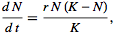 dN/dt = rN(K−N)/K,